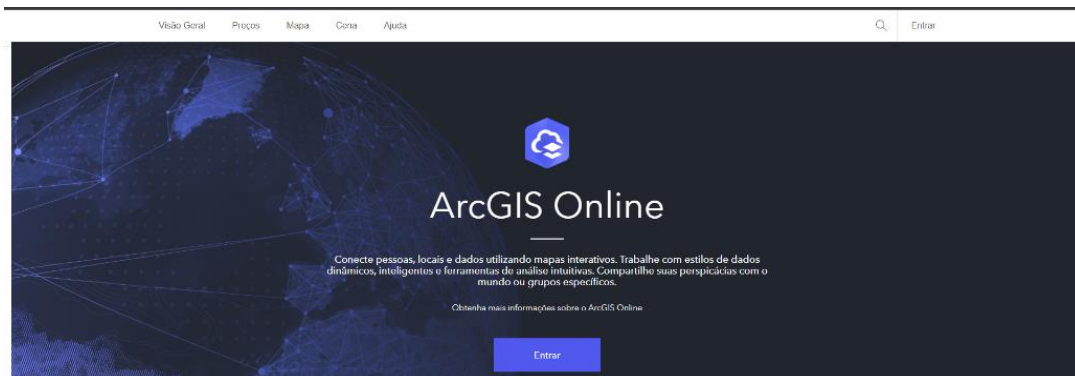 Visão Geral Preços Mapa Cena Ajuda Entrar
ArcGIS Online
Conecte pessoas, locais e dados utilizando mapas interativos. Trabalhe com estilos de dados
dinâmicos, inteligentes e ferramentas de análise intuitivas. Compartilhe suas perspicácias com o
mundo ou grupos específicos.
Obtenha mais informações sobre o ArcGIS Online
Entrar